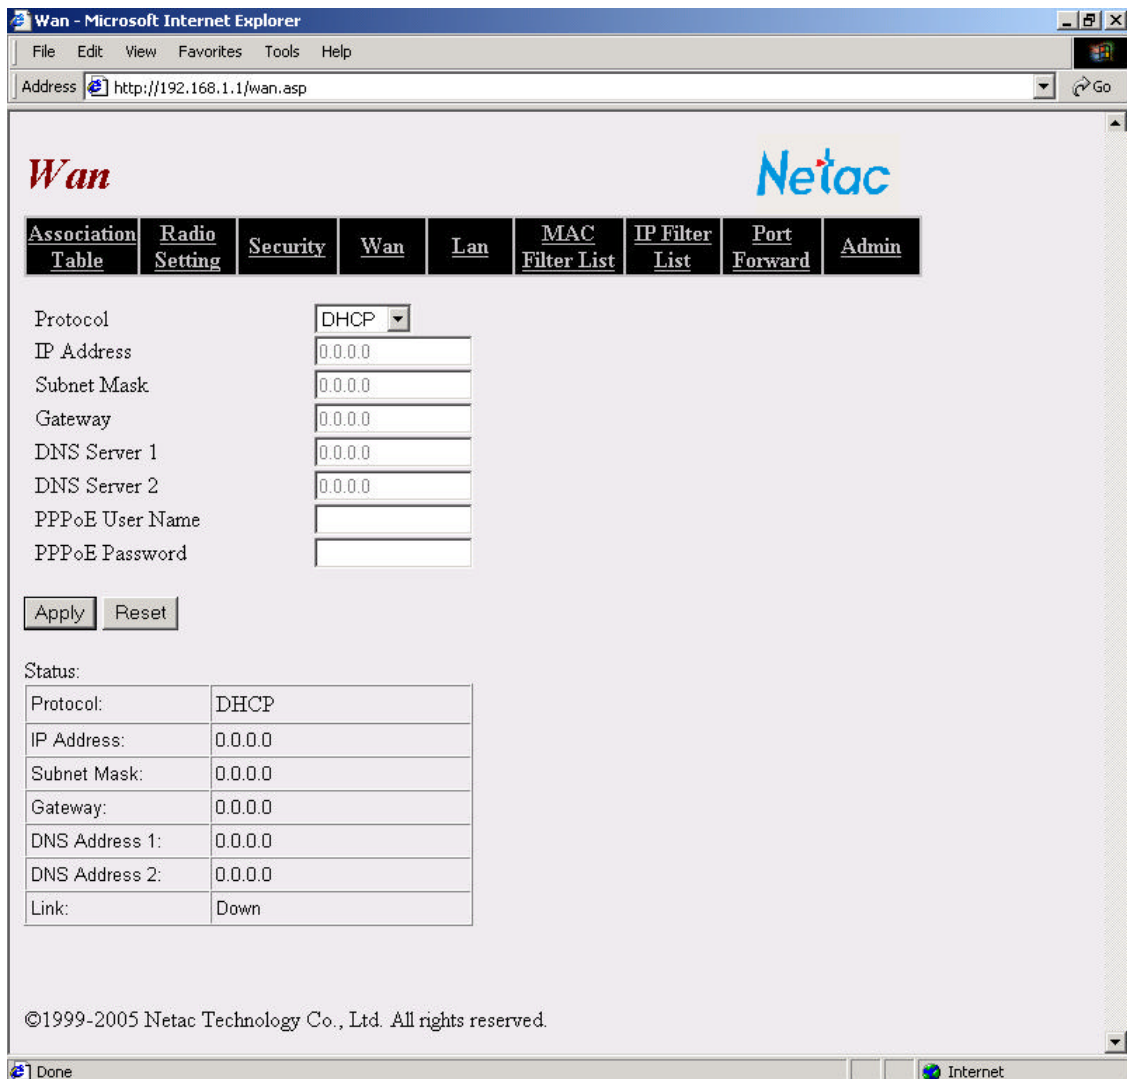 Wan - Microsoft Internet Explorer
File Edit View Favorites Tools Help
Address http://192.168.1.1/wan.asp Go
Wan
Netac
Association Table Radio Setting Security Wan Lan MAC Filter List IP Filter List Port Forward Admin
Protocol DHCP
IP Address 0.0.0.0
Subnet Mask 0.0.0.0
Gateway 0.0.0.0
DNS Server 1 0.0.0.0
DNS Server 2 0.0.0.0
PPPoE User Name
PPPoE Password
Apply Reset
Status:
Protocol: DHCP
IP Address: 0.0.0.0
Subnet Mask: 0.0.0.0
Gateway: 0.0.0.0
DNS Address 1: 0.0.0.0
DNS Address 2: 0.0.0.0
Link: Down
©1999-2005 Netac Technology Co., Ltd. All rights reserved.
Done Internet